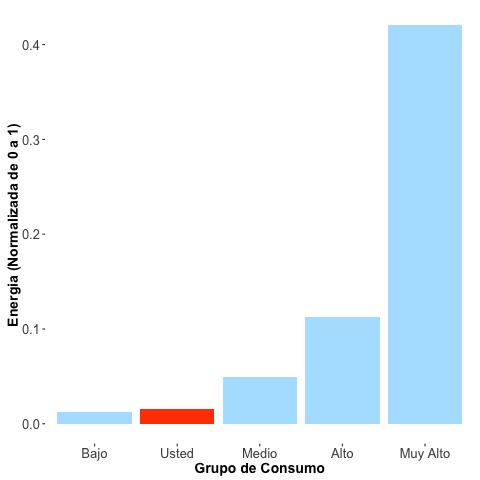 Energia (Normalizada de 0 a 1)
0.4
0.3
0.2
0.1
0.0
Bajo Usted Medio Alto Muy Alto
Grupo de Consumo